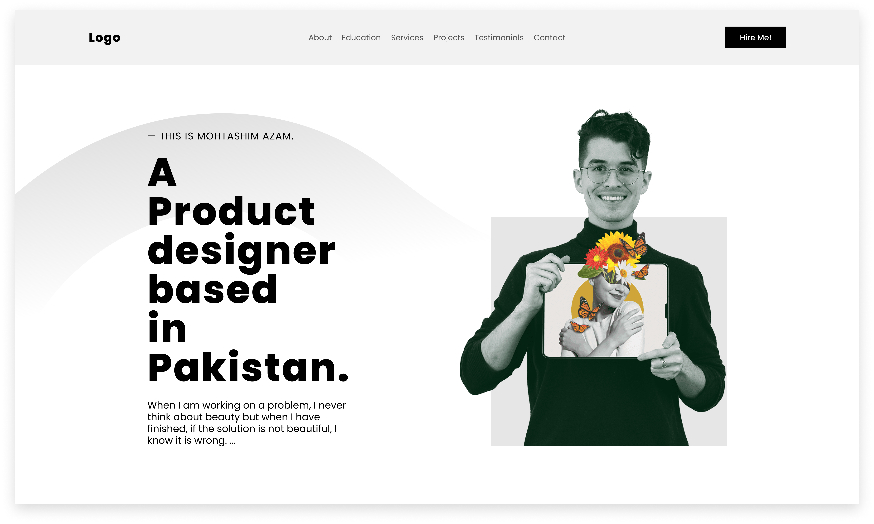 Logo
About Education Services Projects Testimonials Contact
Hire Me!
— THIS IS MOHTASHIM AZAM.
A
Product
designer
based
in
Pakistan.
When I am working on a problem, I never
think about beauty but when I have
finished, if the solution is not beautiful, I
know it is wrong. ...